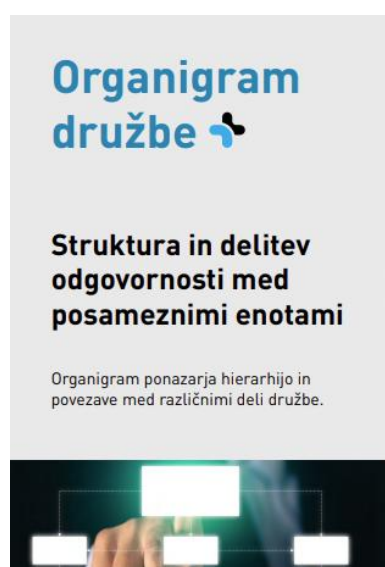 Organigram
družbe
Struktura in delitev
odgovornosti med
posameznimi enotami
Organigram ponazarja hierarhijo in
povezave med različnimi deli družbe.